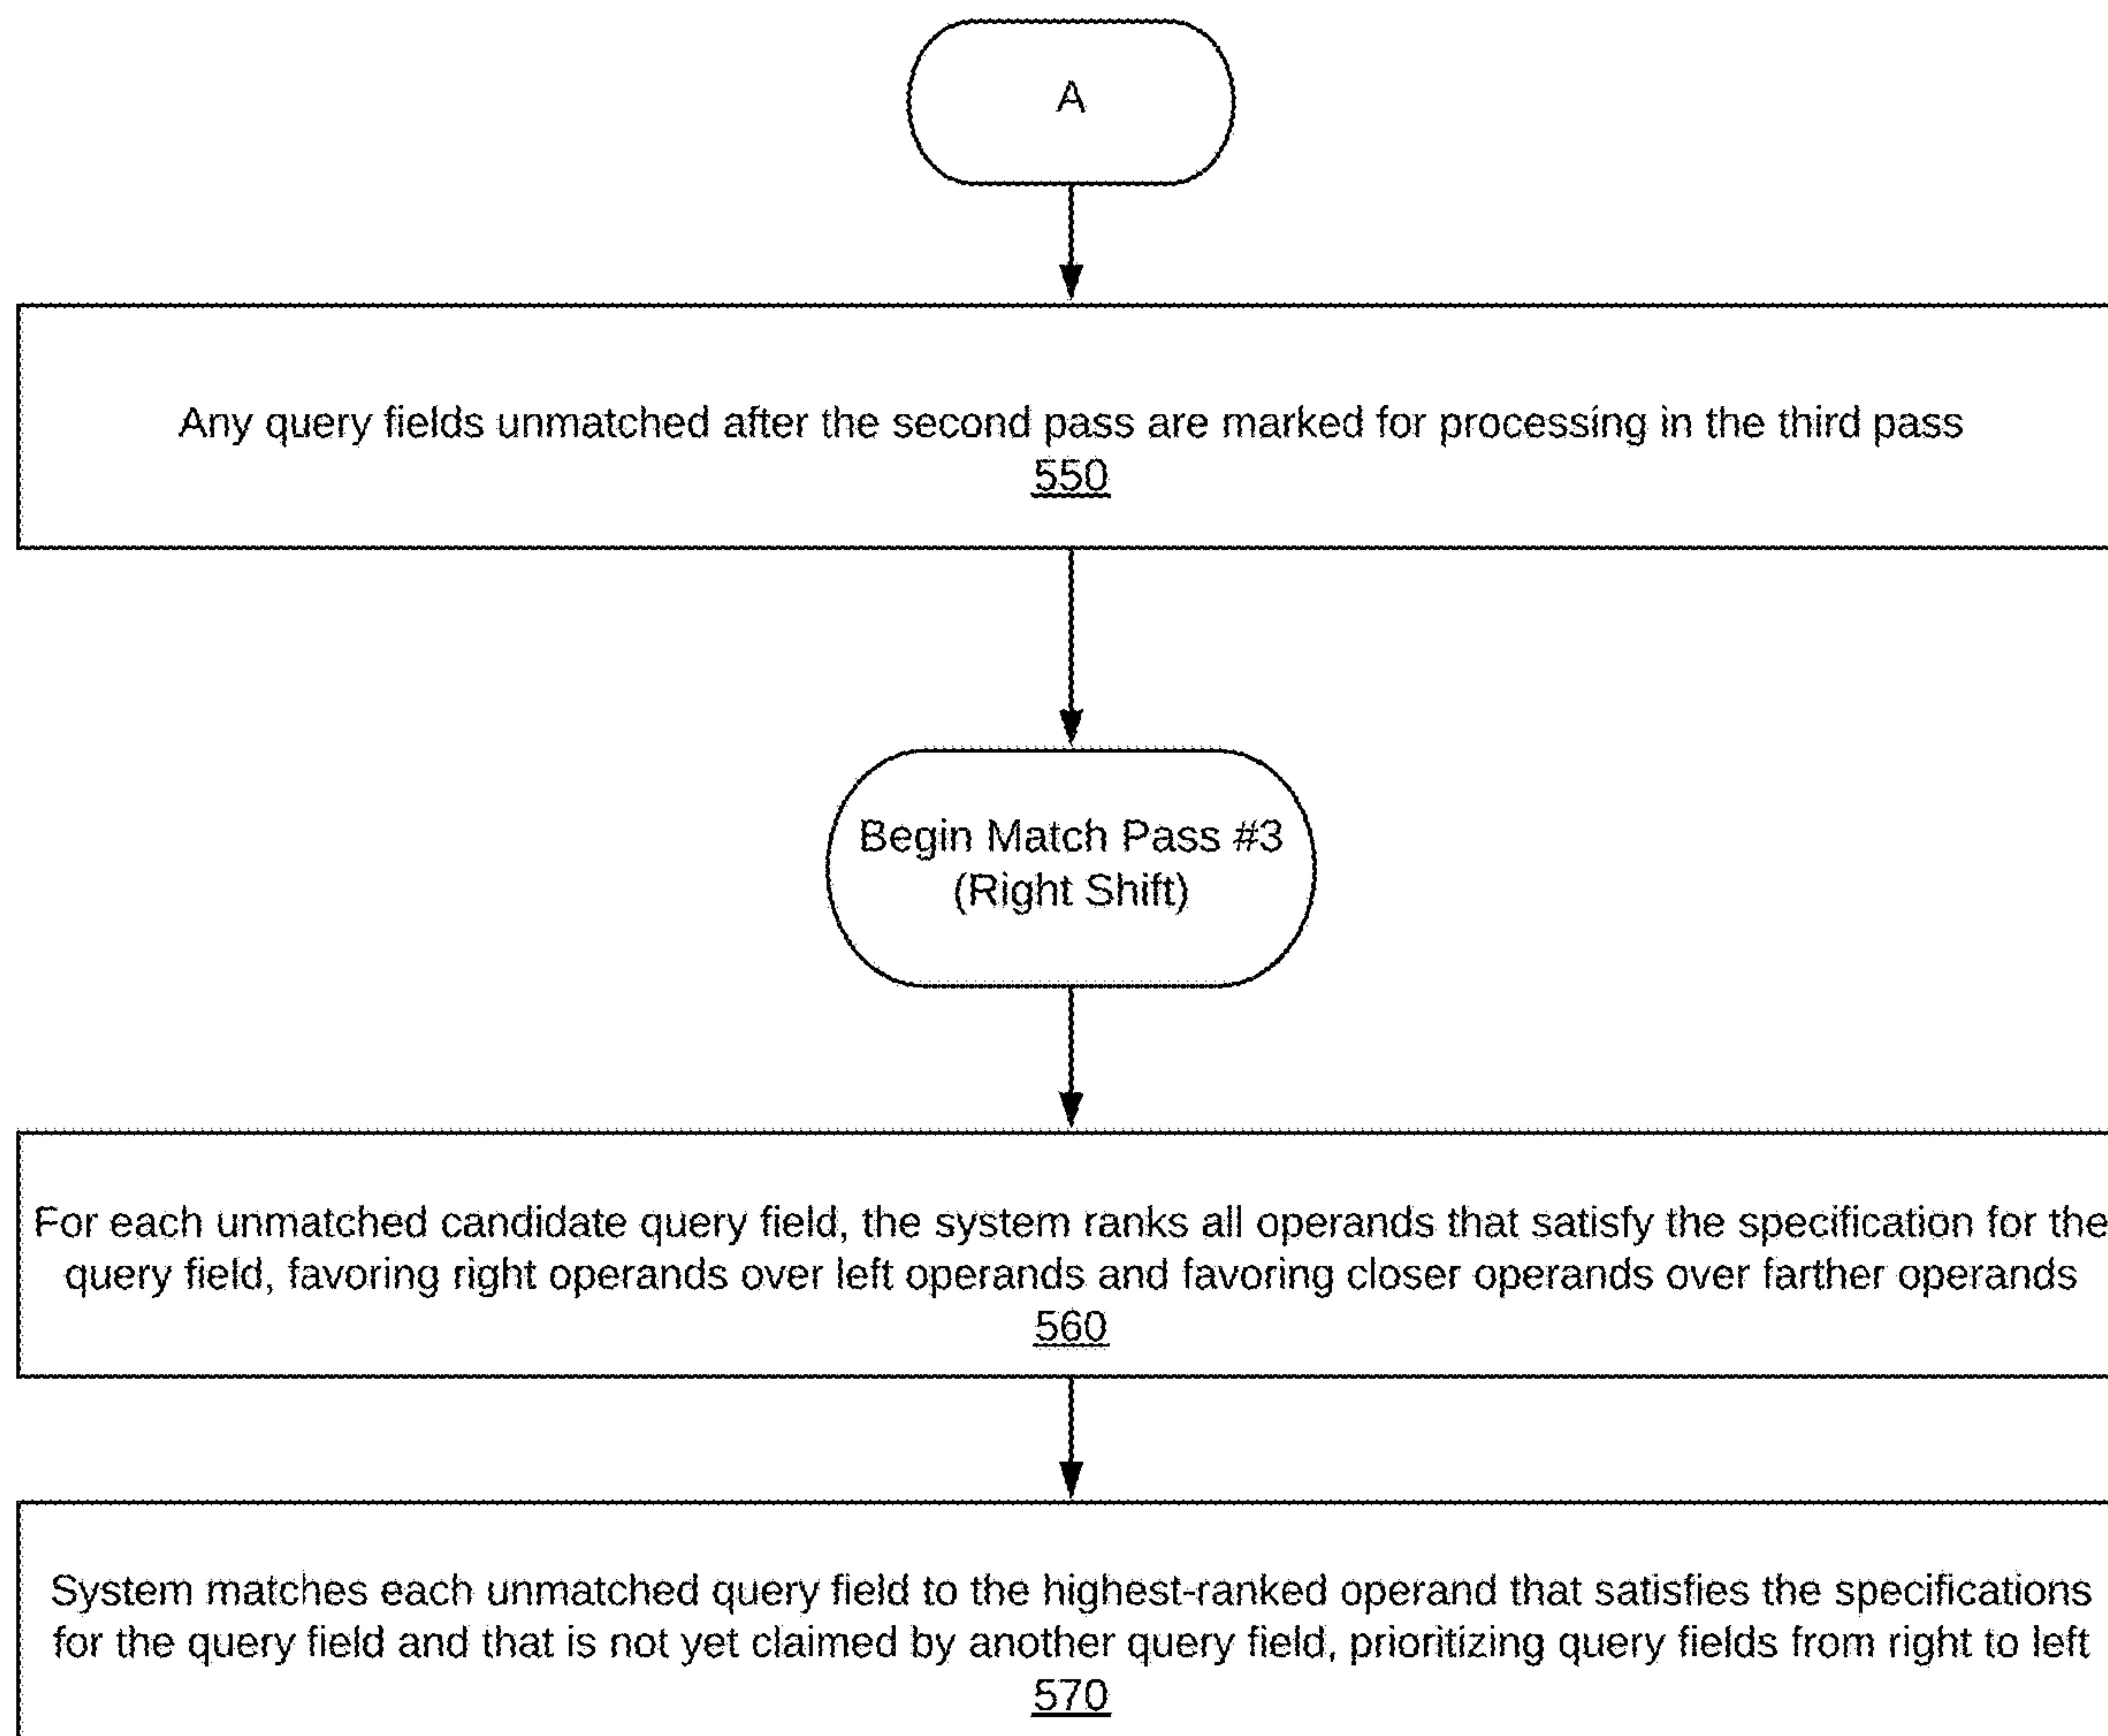 A
Any query fields unmatched after the second pass are marked for processing in the third pass
550
Begin Match Pass #3
(Right Shift)
For each unmatched candidate query field, the system ranks all operands that satisfy the specification for the
query field, favoring right operands over left operands and favoring closer operands over farther operands
560
System matches each unmatched query field to the highest-ranked operand that satisfies the specifications
for the query field and that is not yet claimed by another query field, prioritizing query fields from right to left
570